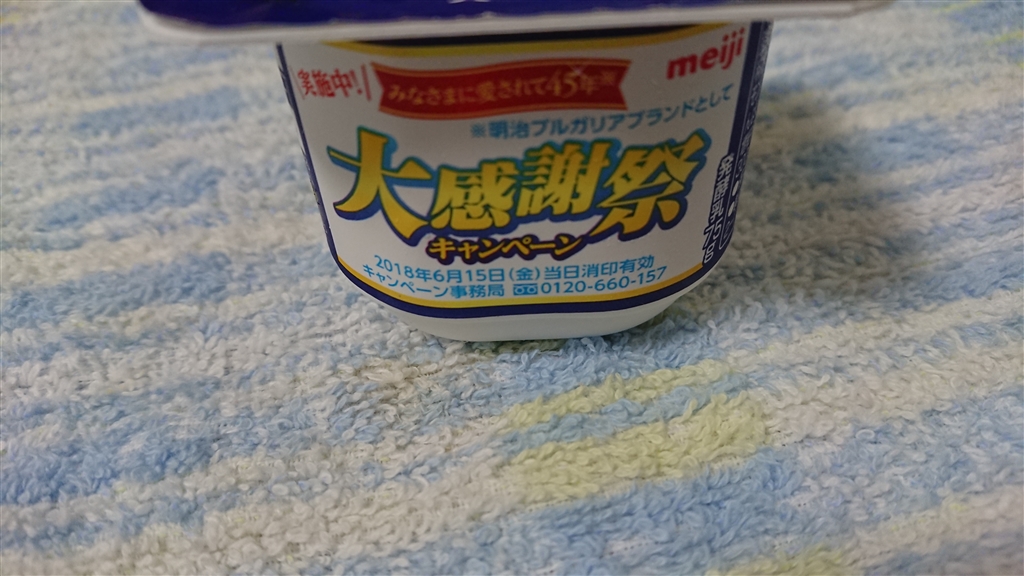 meiji
実施中!
みなさまに愛されて45年※
※明治ブルガリアブランドとして
大感謝祭
キャンペーン
2018年6月15日(金)当日消印有効
キャンペーン事務局 0120-660-157